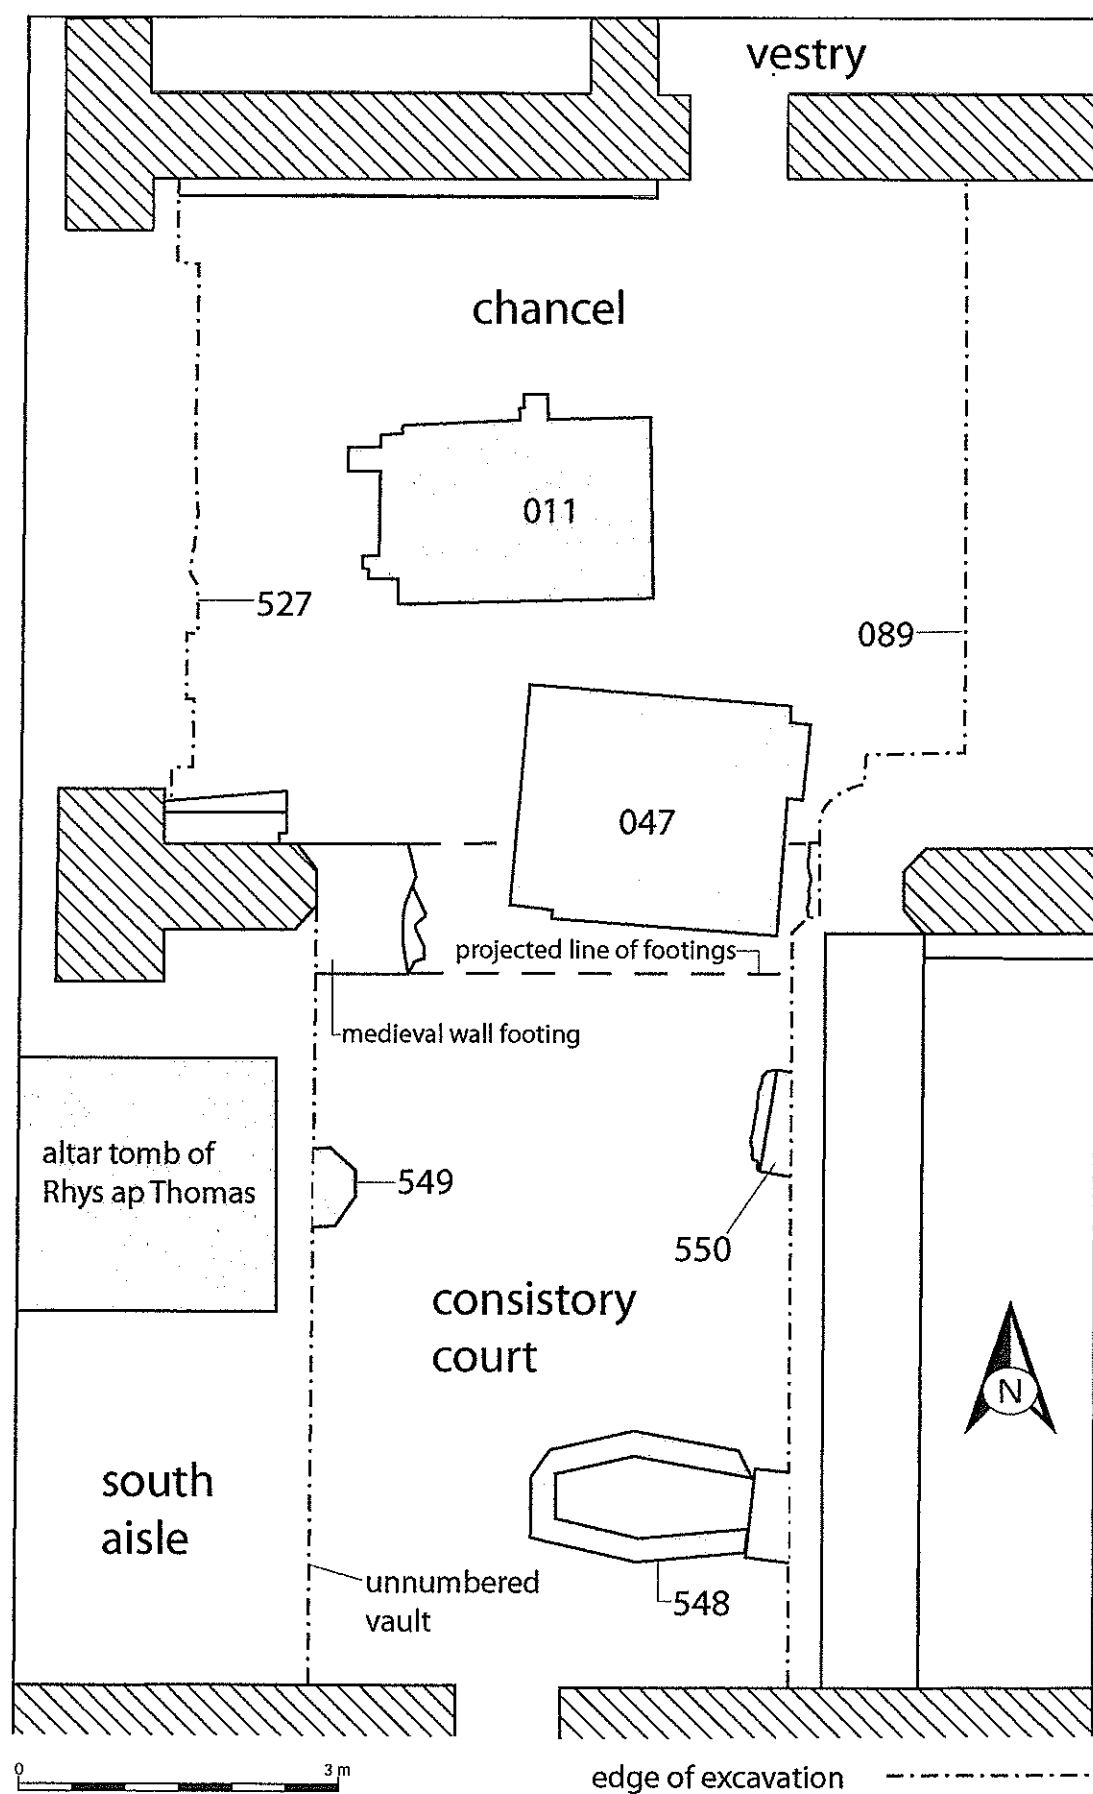 vestry
chancel
011
527
089
047
projected line of footings
medieval wall footing
altar tomb of
Rhys ap Thomas
549
550
consistory
court
N
south
aisle
unnumbered
vault
548
0 3 m
edge of excavation